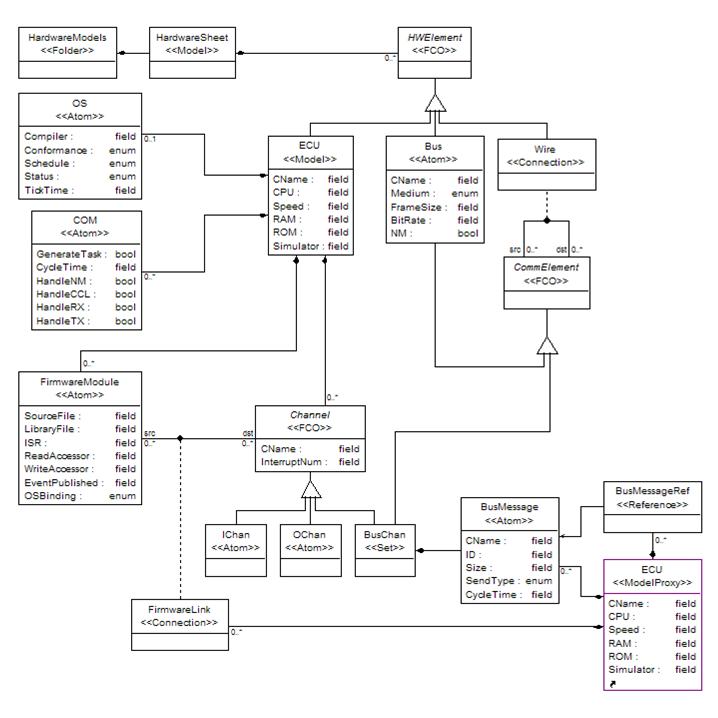 HardwareModels
<<Folder>>
HardwareSheet
<<Model>>
HWElement
<<FCO>>
0..*
OS
<<Atom>>
Compiler : field
Conformance : enum
Schedule : enum
Status : enum
TickTime : field
0..1
ECU
<<Model>>
CName : field
CPU : field
Speed : field
RAM : field
ROM : field
Simulator : field
Bus
<<Atom>>
CName : field
Medium : enum
FrameSize : field
BitRate : field
NM : bool
Wire
<<Connection>>
COM
<<Atom>>
GenerateTask : bool
CycleTime : field
HandleNM : bool
HandleCCL : bool
HandleRX : bool
HandleTX : bool
0..*
src 0..* dst 0..*
CommElement
<<FCO>>
0..*
FirmwareModule
<<Atom>>
SourceFile : field
LibraryFile : field
ISR : field
ReadAccessor : field
WriteAccessor : field
EventPublished : field
OSBinding : enum
src
0..*
dst
0..*
0..*
Channel
<<FCO>>
CName : field
InterruptNum : field
IChan
<<Atom>>
OChan
<<Atom>>
BusChan
<<Set>>
BusMessage
<<Atom>>
CName : field
ID : field
Size : field
SendType : enum
CycleTime : field
0..*
BusMessageRef
<<Reference>>
0..*
ECU
<<ModelProxy>>
CName : field
CPU : field
Speed : field
RAM : field
ROM : field
Simulator : field
FirmwareLink
<<Connection>>
0..*